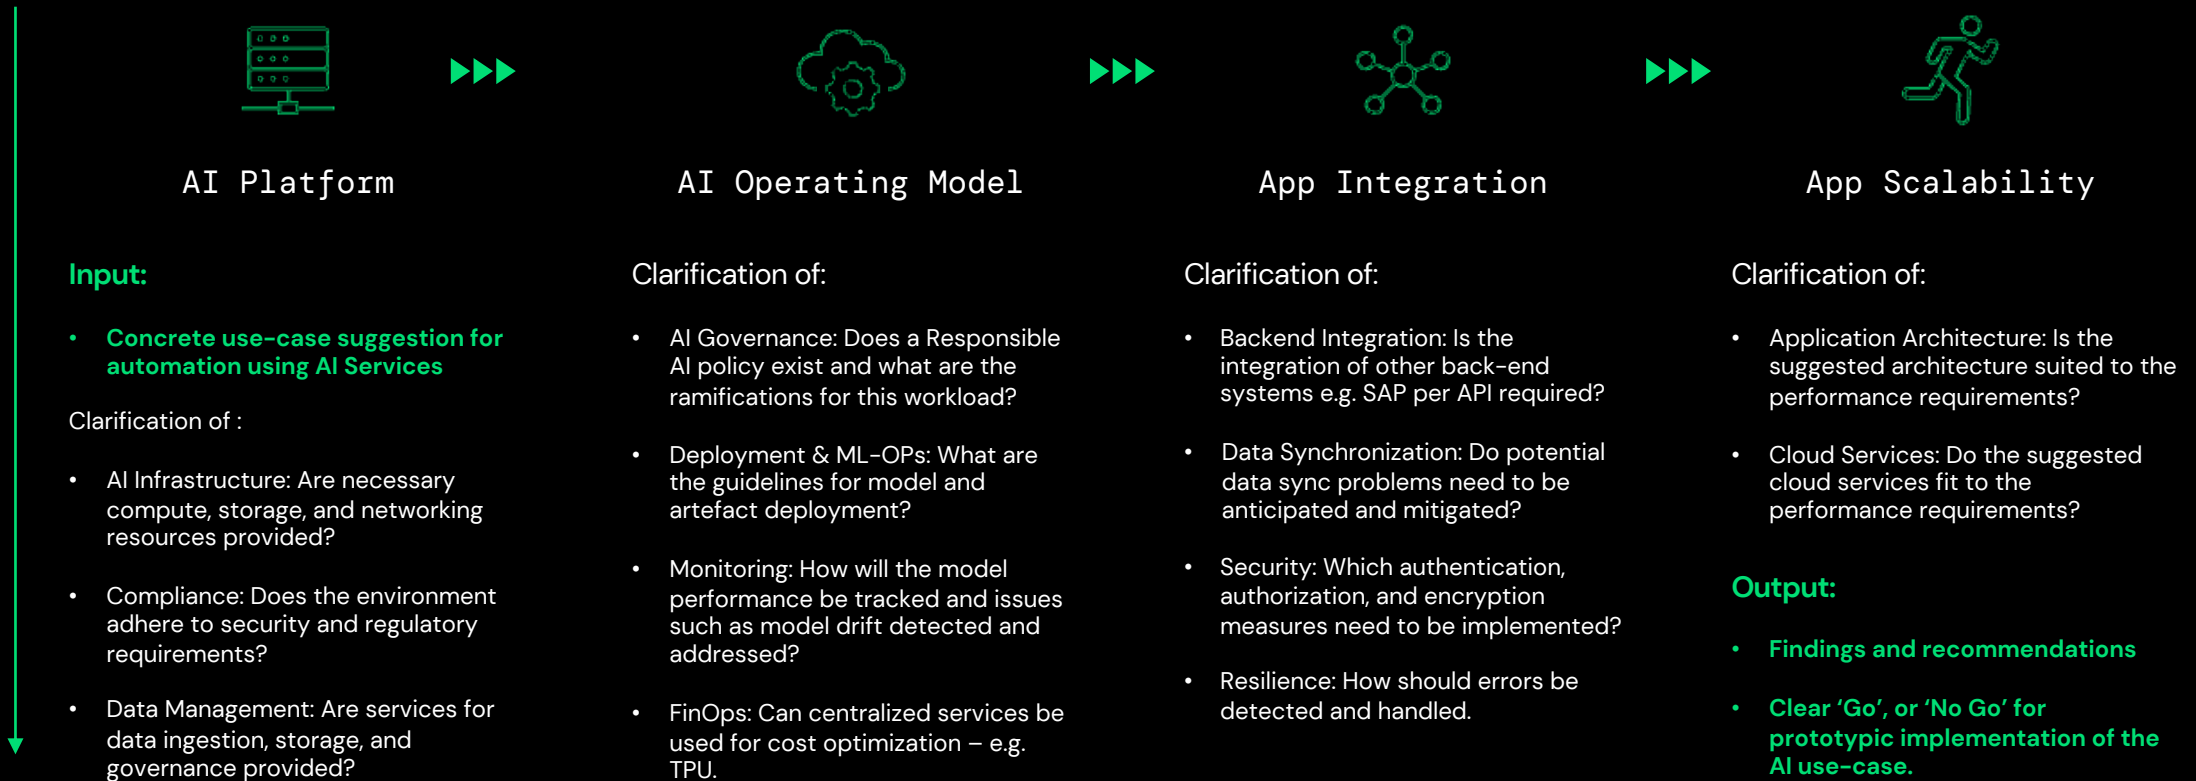 AI Platform
Input:
• Concrete use-case suggestion for
automation using AI Services
Clarification of :
• AI Infrastructure: Are necessary
compute, storage, and networking
resources provided?
• Compliance: Does the environment
adhere to security and regulatory
requirements?
• Data Management: Are services for
data ingestion, storage, and
governance provided?
AI Operating Model
Clarification of:
• AI Governance: Does a Responsible
AI policy exist and what are the
ramifications for this workload?
• Deployment & ML-OPs: What are
the guidelines for model and
artefact deployment?
• Monitoring: How will the model
performance be tracked and issues
such as model drift detected and
addressed?
• FinOps: Can centralized services be
used for cost optimization – e.g.
TPU.
App Integration
Clarification of:
• Backend Integration: Is the
integration of other back-end
systems e.g. SAP per API required?
• Data Synchronization: Do potential
data sync problems need to be
anticipated and mitigated?
• Security: Which authentication,
authorization, and encryption
measures need to be implemented?
• Resilience: How should errors be
detected and handled.
App Scalability
Clarification of:
• Application Architecture: Is the
suggested architecture suited to the
performance requirements?
• Cloud Services: Do the suggested
cloud services fit to the
performance requirements?
Output:
• Findings and recommendations
• Clear ‘Go’, or ‘No Go’ for
prototypic implementation of the
AI use-case.